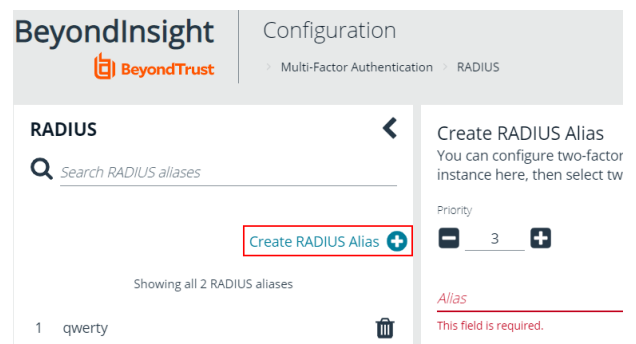 BeyondInsight
BeyondTrust
Configuration
Multi-Factor Authentication > RADIUS
RADIUS
Search RADIUS aliases
Create RADIUS Alias
Showing all 2 RADIUS aliases
1 qwerty
Create RADIUS Alias
You can configure two-factor
instance here, then select tw
Priority
3
Alias
This field is required.